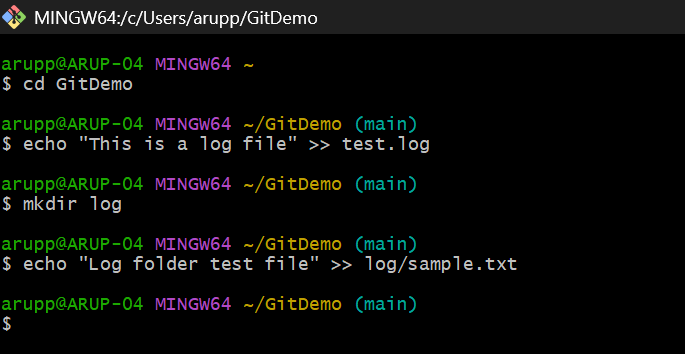 MINGW64:/c/Users/arupp/GitDemo
arupp@ARUP-04 MINGW64 ~
$ cd GitDemo
arupp@ARUP-04 MINGW64 ~/GitDemo (main)
$ echo "This is a log file" >> test.log
arupp@ARUP-04 MINGW64 ~/GitDemo (main)
$ mkdir log
arupp@ARUP-04 MINGW64 ~/GitDemo (main)
$ echo "Log folder test file" >> log/sample.txt
arupp@ARUP-04 MINGW64 ~/GitDemo (main)
$